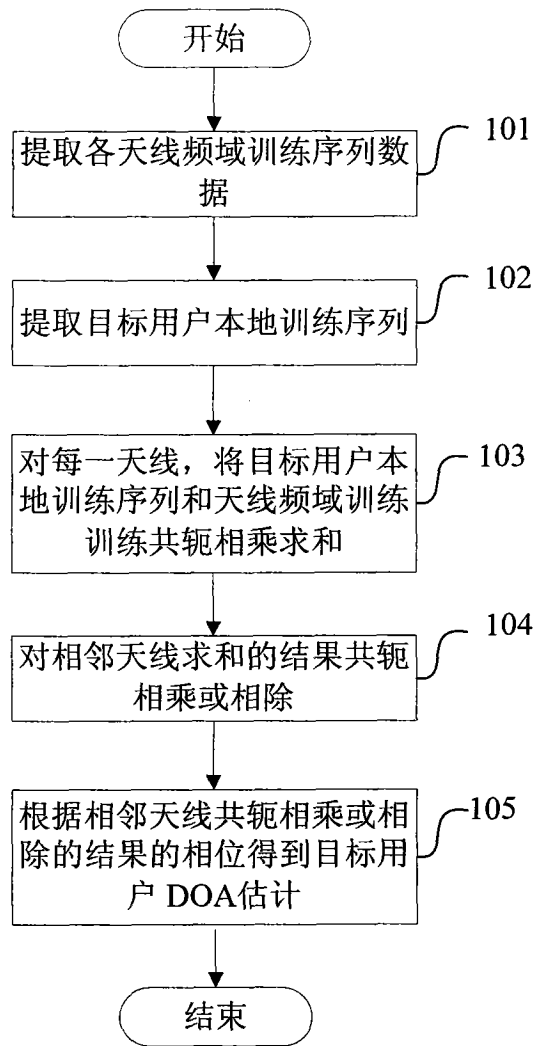 开始
提取各天线频域训练序列数
据
101
提取目标用户本地训练序列
102
对每一天线，将目标用户本
地训练序列和天线频域训练
训练共轭相乘求和
103
对相邻天线求和的结果共轭
相乘或相除
104
根据相邻天线共轭相乘或相
除的结果的相位得到目标用
户 DOA估计
105
结束